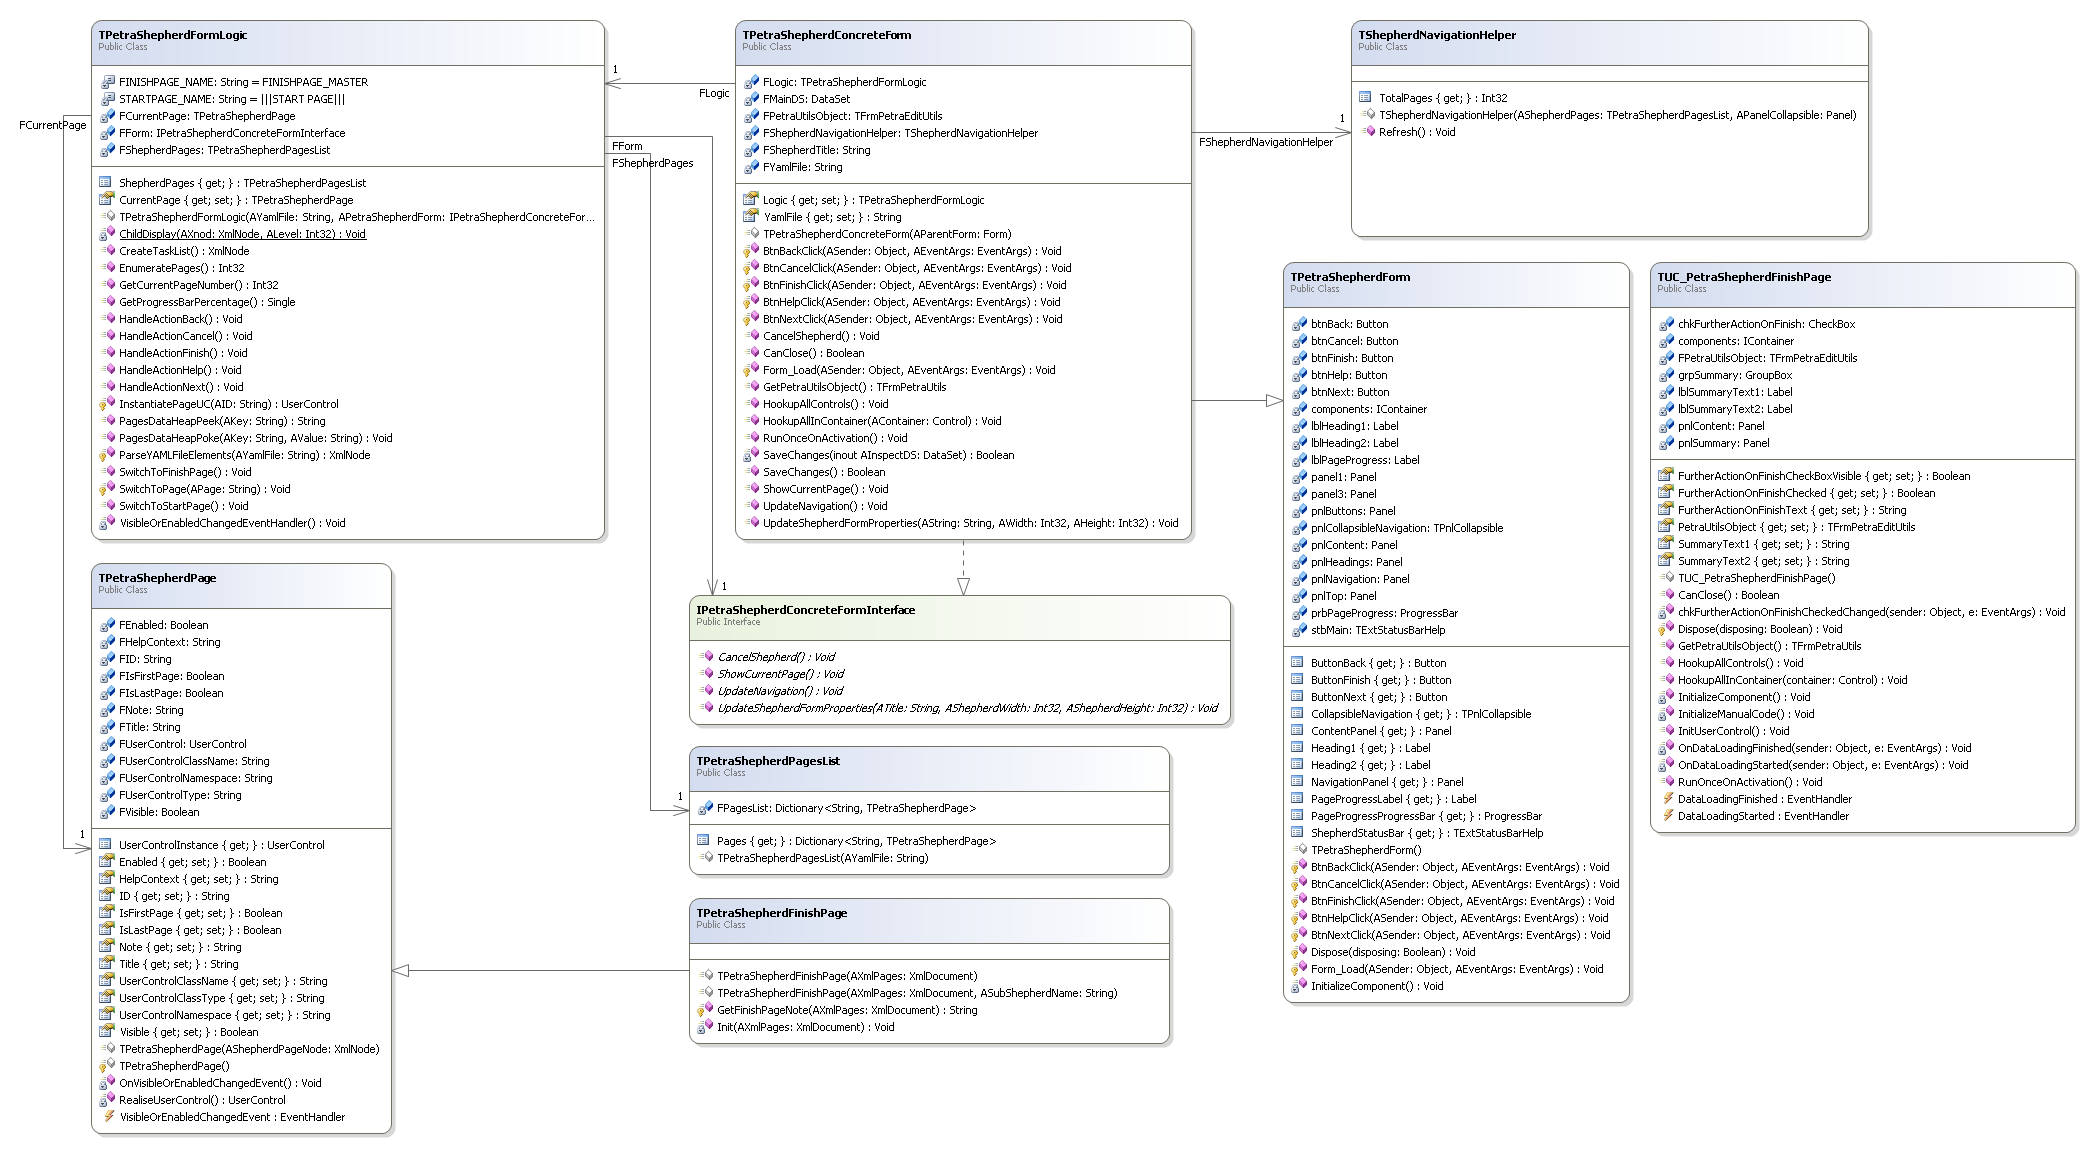 TPetraShepherdFormLogic
Public Class
FINISHPAGE_NAME: String = FINISHPAGE_MASTER
STARTPAGE_NAME: String = |||START PAGE|||
FCurrentPage: TPetraShepherdPage
FForm: IPetraShepherdConcreteFormInterface
FShepherdPages: TPetraShepherdPagesList
ShepherdPages { get; } : TPetraShepherdPagesList
CurrentPage { get; set; } : TPetraShepherdPage
TPetraShepherdFormLogic(AYamlFile: String, APetraShepherdForm: IPetraShepherdConcreteFor...
ChildDisplay(AXnod: XmlNode, ALevel: Int32) : Void
CreateTaskList() : XmlNode
EnumeratePages() : Int32
GetCurrentPageNumber() : Int32
GetProgressBarPercentage() : Single
HandleActionBack() : Void
HandleActionCancel() : Void
HandleActionFinish() : Void
HandleActionHelp() : Void
HandleActionNext() : Void
InstantiatePageUC(AID: String) : UserControl
PagesDataHeapPeek(AKey: String) : String
PagesDataHeapPoke(AKey: String, AValue: String) : Void
ParseYAMLFileElements(AYamlFile: String) : XmlNode
SwitchToFinishPage() : Void
SwitchToPage(APage: String) : Void
SwitchToStartPage() : Void
VisibleOrEnabledChangedEventHandler() : Void
FCurrentPage
1
1
FLogic
FForm
FShepherdPages
TPetraShepherdConcreteForm
Public Class
FLogic: TPetraShepherdFormLogic
FMainDS: DataSet
FPetraUtilsObject: TFrmPetraEditUtils
FShepherdNavigationHelper: TShepherdNavigationHelper
FShepherdTitle: String
FYamlFile: String
Logic { get; set; } : TPetraShepherdFormLogic
YamlFile { get; set; } : String
TPetraShepherdConcreteForm(AParentForm: Form)
BtnBackClick(ASender: Object, AEventArgs: EventArgs) : Void
BtnCancelClick(ASender: Object, AEventArgs: EventArgs) : Void
BtnFinishClick(ASender: Object, AEventArgs: EventArgs) : Void
BtnHelpClick(ASender: Object, AEventArgs: EventArgs) : Void
BtnNextClick(ASender: Object, AEventArgs: EventArgs) : Void
CancelShepherd() : Void
CanClose() : Boolean
Form_Load(ASender: Object, AEventArgs: EventArgs) : Void
GetPetraUtilsObject() : TFrmPetraUtils
HookupAllControls() : Void
HookupAllInContainer(AContainer: Control) : Void
RunOnceOnActivation() : Void
SaveChanges(inout AInspectDS: DataSet) : Boolean
SaveChanges() : Boolean
ShowCurrentPage() : Void
UpdateNavigation() : Void
UpdateShepherdFormProperties(AString: String, AWidth: Int32, AHeight: Int32) : Void
1
FShepherdNavigationHelper
TShepherdNavigationHelper
Public Class
TotalPages { get; } : Int32
TShepherdNavigationHelper(AShepherdPages: TPetraShepherdPagesList, APanelCollapsible: Panel)
Refresh() : Void
TPetraShepherdForm
Public Class
btnBack: Button
btnCancel: Button
btnFinish: Button
btnHelp: Button
btnNext: Button
components: IContainer
lblHeading1: Label
lblHeading2: Label
lblPageProgress: Label
panel1: Panel
panel3: Panel
pnlButtons: Panel
pnlCollapsibleNavigation: TPnlCollapsible
pnlContent: Panel
pnlHeadings: Panel
pnlNavigation: Panel
pnlTop: Panel
prbPageProgress: ProgressBar
stbMain: TExtStatusBarHelp
ButtonBack { get; } : Button
ButtonFinish { get; } : Button
ButtonNext { get; } : Button
CollapsibleNavigation { get; } : TPnlCollapsible
ContentPanel { get; } : Panel
Heading1 { get; } : Label
Heading2 { get; } : Label
NavigationPanel { get; } : Panel
PageProgressLabel { get; } : Label
PageProgressProgressBar { get; } : ProgressBar
ShepherdStatusBar { get; } : TExtStatusBarHelp
TPetraShepherdForm()
BtnBackClick(ASender: Object, AEventArgs: EventArgs) : Void
BtnCancelClick(ASender: Object, AEventArgs: EventArgs) : Void
BtnFinishClick(ASender: Object, AEventArgs: EventArgs) : Void
BtnHelpClick(ASender: Object, AEventArgs: EventArgs) : Void
BtnNextClick(ASender: Object, AEventArgs: EventArgs) : Void
Dispose(disposing: Boolean) : Void
Form_Load(ASender: Object, AEventArgs: EventArgs) : Void
InitializeComponent() : Void
TUC_PetraShepherdFinishPage
Public Class
chkFurtherActionOnFinish: CheckBox
components: IContainer
FPetraUtilsObject: TFrmPetraEditUtils
grpSummary: GroupBox
lblSummaryText1: Label
lblSummaryText2: Label
pnlContent: Panel
pnlSummary: Panel
FurtherActionOnFinishCheckBoxVisible { get; set; } : Boolean
FurtherActionOnFinishChecked { get; set; } : Boolean
FurtherActionOnFinishText { get; set; } : String
PetraUtilsObject { get; set; } : TFrmPetraEditUtils
SummaryText1 { get; set; } : String
SummaryText2 { get; set; } : String
TUC_PetraShepherdFinishPage()
CanClose() : Boolean
chkFurtherActionOnFinishCheckedChanged(sender: Object, e: EventArgs) : Void
Dispose(disposing: Boolean) : Void
GetPetraUtilsObject() : TFrmPetraUtils
HookupAllControls() : Void
HookupAllInContainer(container: Control) : Void
InitializeComponent() : Void
InitializeManualCode() : Void
InitUserControl() : Void
OnDataLoadingFinished(sender: Object, e: EventArgs) : Void
OnDataLoadingStarted(sender: Object, e: EventArgs) : Void
RunOnceOnActivation() : Void
DataLoadingFinished : EventHandler
DataLoadingStarted : EventHandler
TPetraShepherdPage
Public Class
FEnabled: Boolean
FHelpContext: String
FID: String
FIsFirstPage: Boolean
FIsLastPage: Boolean
FNote: String
FTitle: String
FUserControl: UserControl
FUserControlClassName: String
FUserControlNamespace: String
FUserControlType: String
FVisible: Boolean
UserControlInstance { get; } : UserControl
Enabled { get; set; } : Boolean
HelpContext { get; set; } : String
ID { get; set; } : String
IsFirstPage { get; set; } : Boolean
IsLastPage { get; set; } : Boolean
Note { get; set; } : String
Title { get; set; } : String
UserControlClassName { get; set; } : String
UserControlClassType { get; set; } : String
UserControlNamespace { get; set; } : String
Visible { get; set; } : Boolean
TPetraShepherdPage(AShepherdPageNode: XmlNode)
TPetraShepherdPage()
OnVisibleOrEnabledChangedEvent() : Void
RealiseUserControl() : UserControl
VisibleOrEnabledChangedEvent : EventHandler
1
IPetraShepherdConcreteFormInterface
Public Interface
CancelShepherd() : Void
ShowCurrentPage() : Void
UpdateNavigation() : Void
UpdateShepherdFormProperties(ATitle: String, AShepherdWidth: Int32, AShepherdHeight: Int32) : Void
1
TPetraShepherdPagesList
Public Class
FPagesList: Dictionary<String, TPetraShepherdPage>
Pages { get; } : Dictionary<String, TPetraShepherdPage>
TPetraShepherdPagesList(AYamlFile: String)
TPetraShepherdFinishPage
Public Class
TPetraShepherdFinishPage(AXmlPages: XmlDocument)
TPetraShepherdFinishPage(AXmlPages: XmlDocument, ASubShepherdName: String)
GetFinishPageNote(AXmlPages: XmlDocument) : String
Init(AXmlPages: XmlDocument) : Void